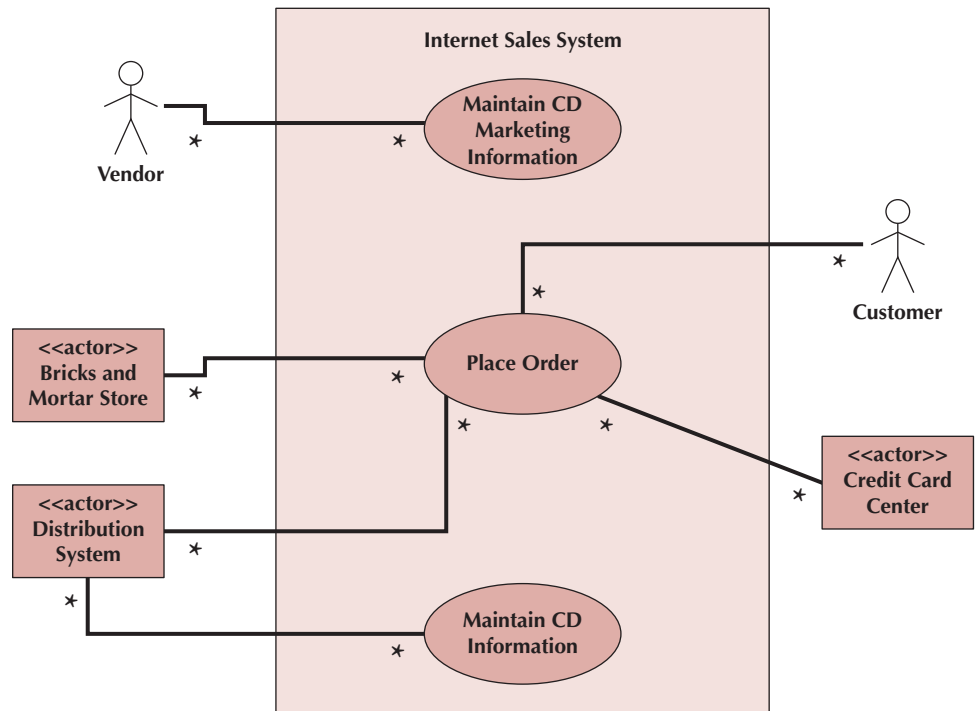 Internet Sales System
Maintain CD
Marketing
Information
*
*
Vendor
*
*
Customer
<<actor>>
Bricks and
Mortar Store
*
*
Place Order
*
*
<<actor>>
Credit Card
Center
*
<<actor>>
Distribution
System
*
*
Maintain CD
Information
*